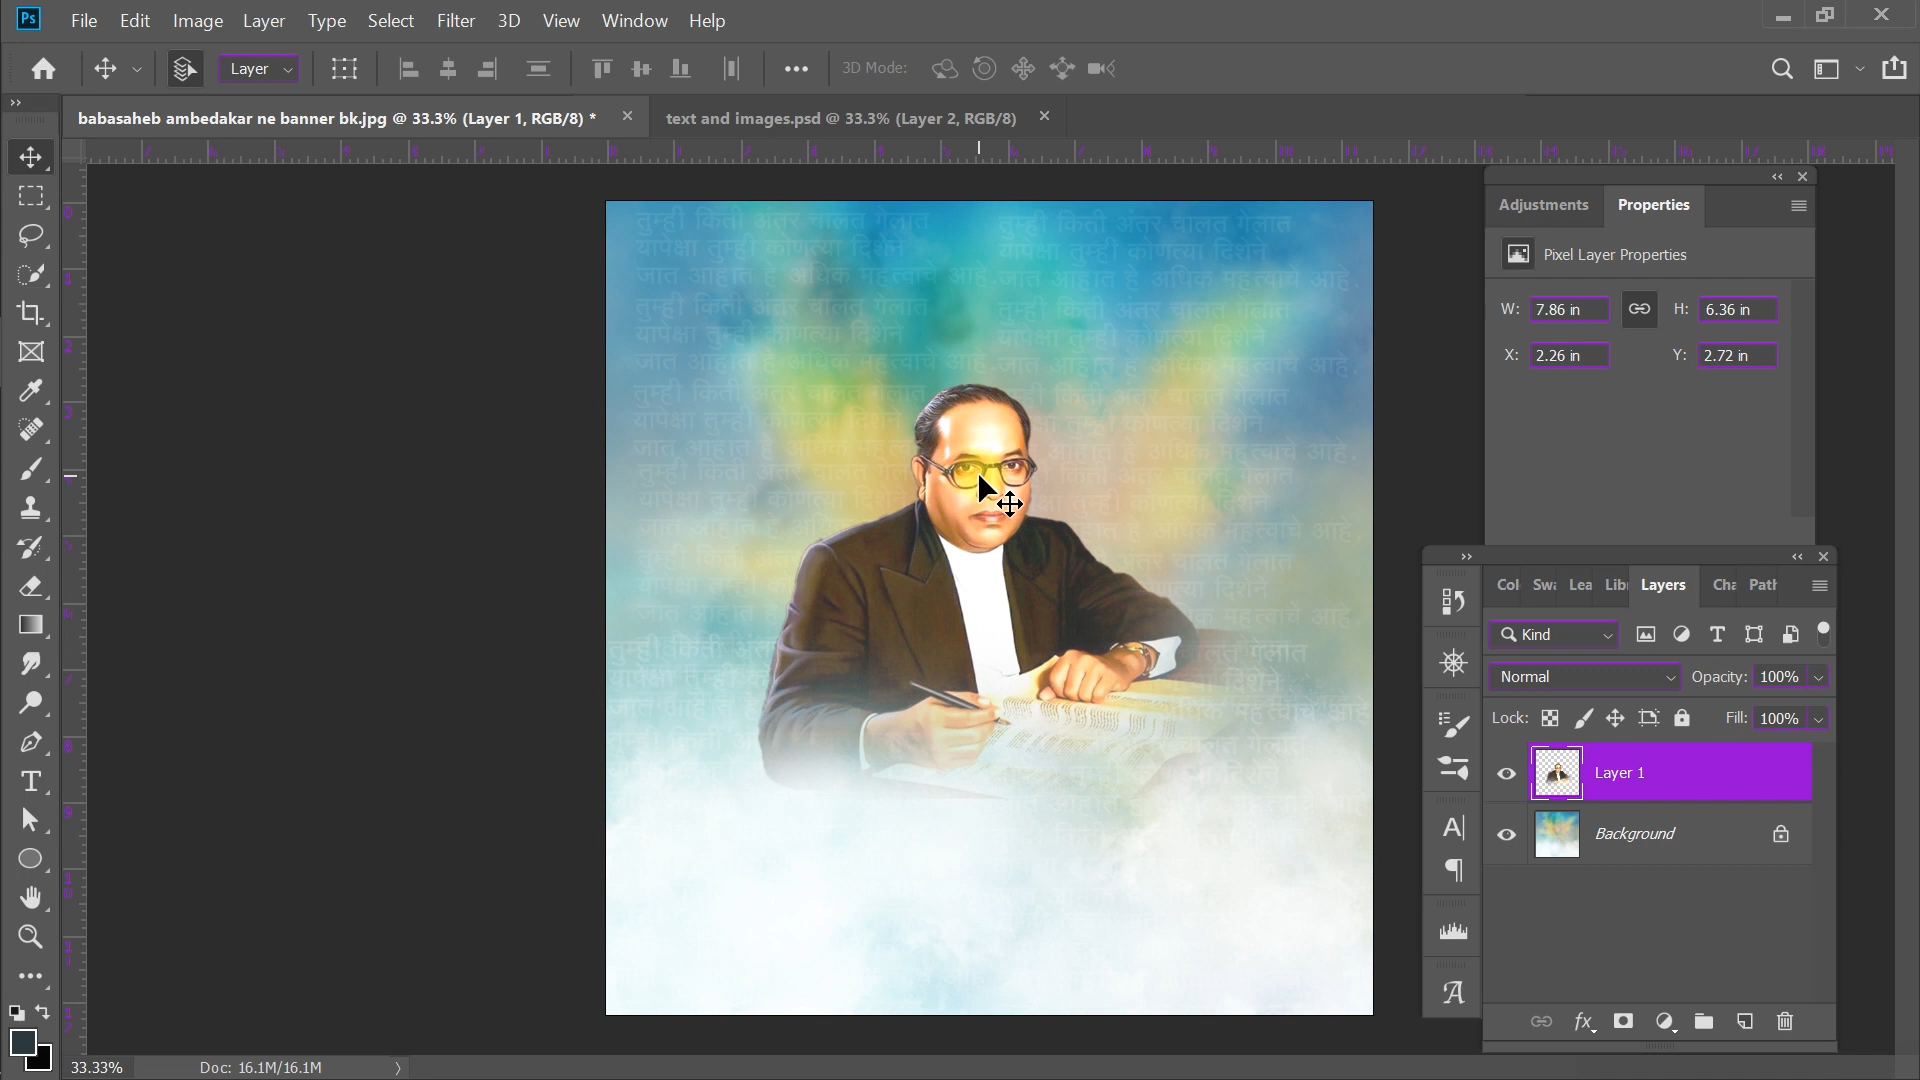 Ps File Edit Image Layer Type Select Filter 3D View Window Help
Layer 3D Mode:
babasaheb ambedakar ne banner bk.jpg @ 33.3% (Layer 1, RGB/8) *
text and images.psd @ 33.3% (Layer 2, RGB/8)
तुम्ही किती अंतर चालत गेलात
यापेक्षा तुम्ही कोणत्या दिशेने
जात आहात हे अधिक महत्त्वाचे आहे.
Adjustments Properties
Pixel Layer Properties
W: 7.86 in H: 6.36 in
X: 2.26 in Y: 2.72 in
Col Swa Lea Libr Layers Cha Path
Kind
Normal Opacity: 100%
Lock: Fill: 100%
Layer 1
Background
33.33% Doc: 16.1M/16.1M